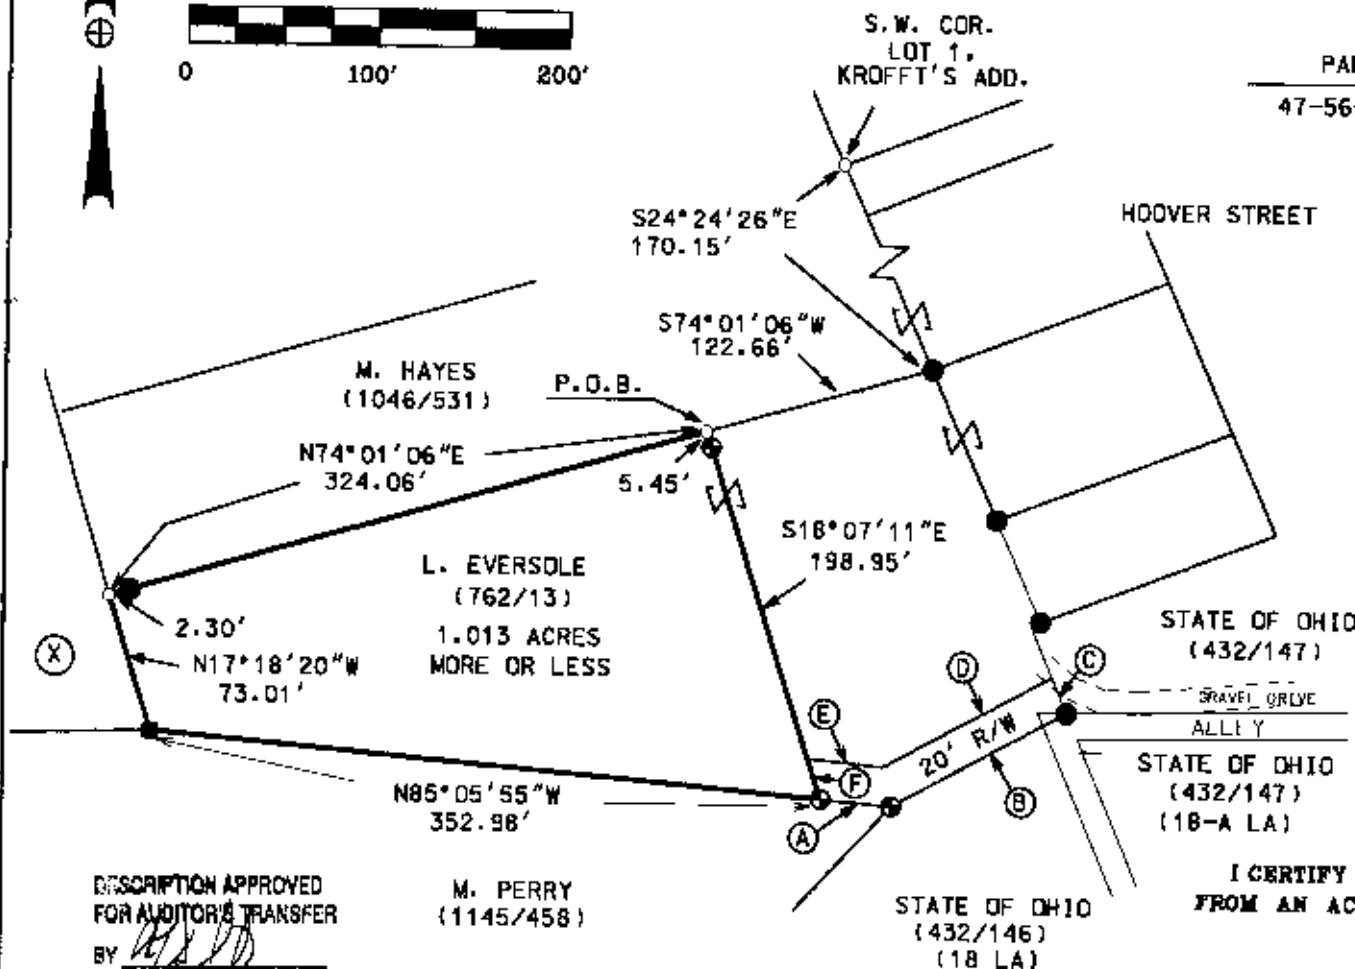 0 100' 200'
S.W. COR.
LOT 1,
KROFFT'S ADD.
47-56-
S24°24'26"E
170.15'
HOOVER STREET
S74°01'06"W
122.66'
M. HAYES
(1046/531)
P.O.B.
N74°01'06"E
324.06'
5.45'
S18°07'11"E
198.95'
L. EVERSOLE
(762/13)
1.013 ACRES
MORE OR LESS
2.30'
X
N17°18'20"W
73.01'
STATE OF OHIO
(432/147)
C
D
GRAVEL DRIVE
ALLEY
E
20' R/W
F
STATE OF OHIO
(432/147)
(18-A LA)
N85°05'55"W
352.98'
A
B
DESCRIPTION APPROVED
FOR AUDITOR'S TRANSFER
BY
M. PERRY
(1145/458)
STATE OF OHIO
(432/146)
(18 LA)
I CERTIFY
FROM AN AC